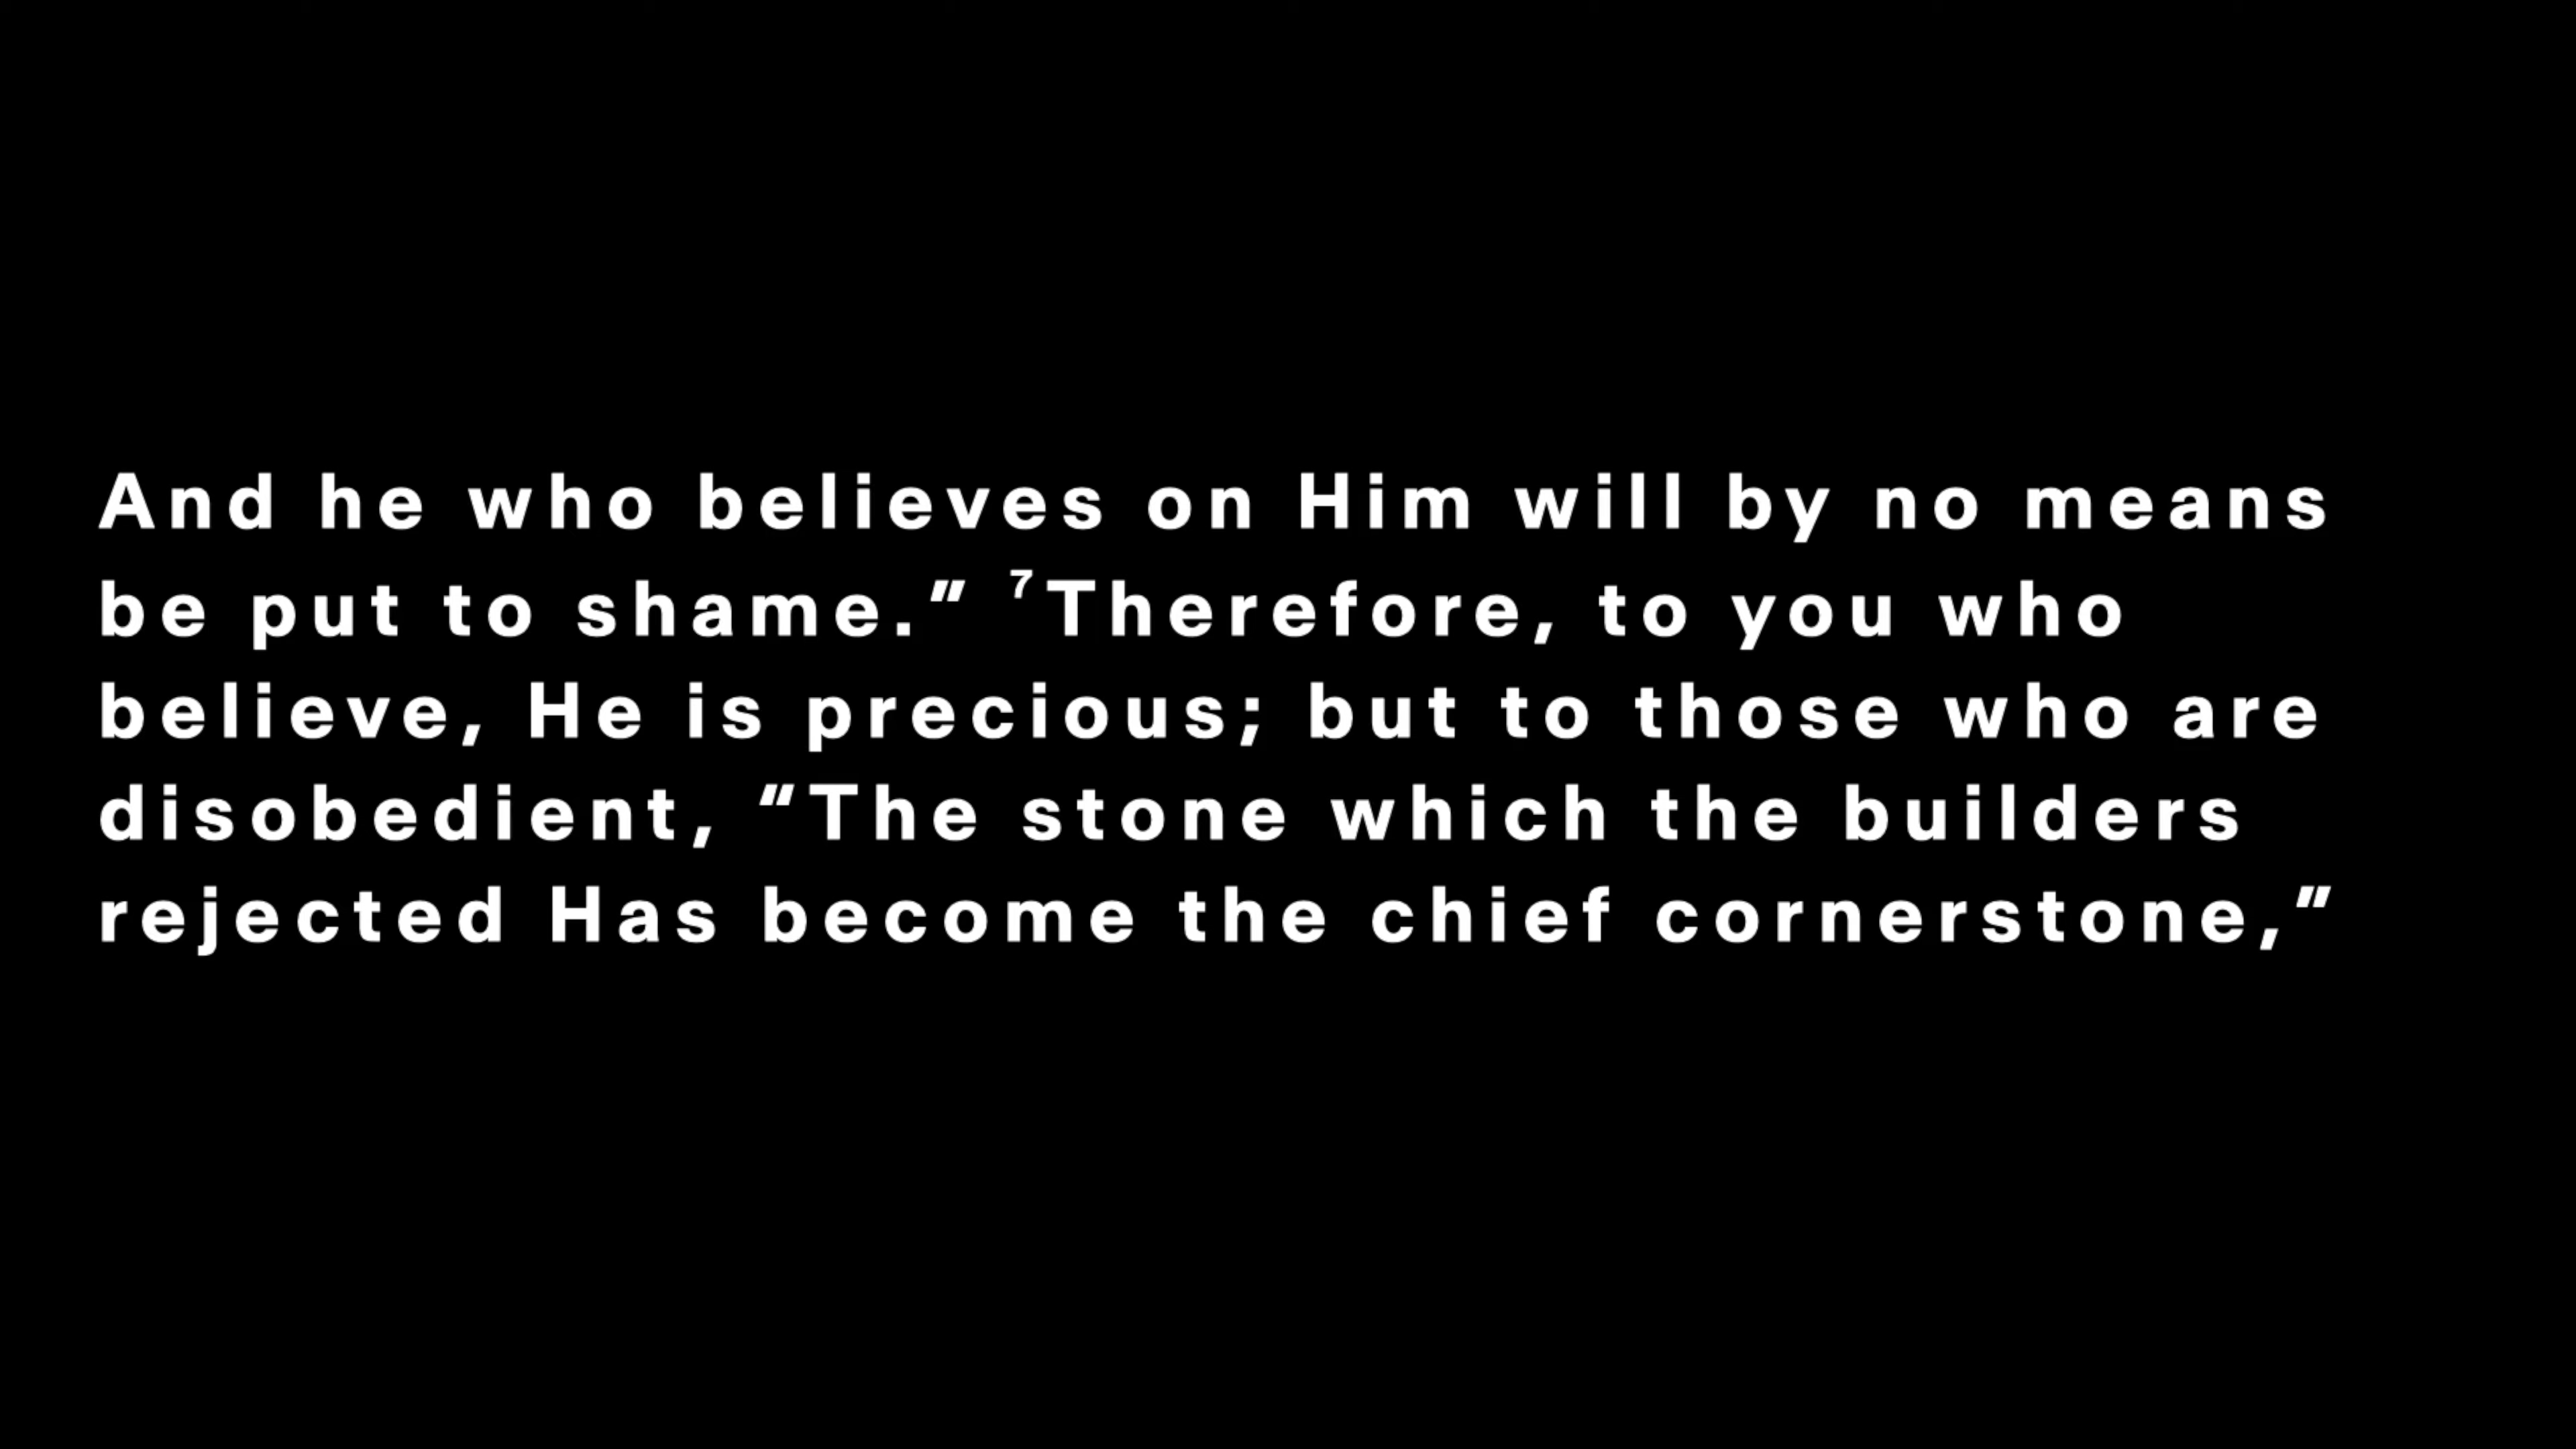 And he who believes on Him will by no means
be put to shame.” ⁷Therefore, to you who
believe, He is precious; but to those who are
disobedient, “The stone which the builders
rejected Has become the chief cornerstone,”